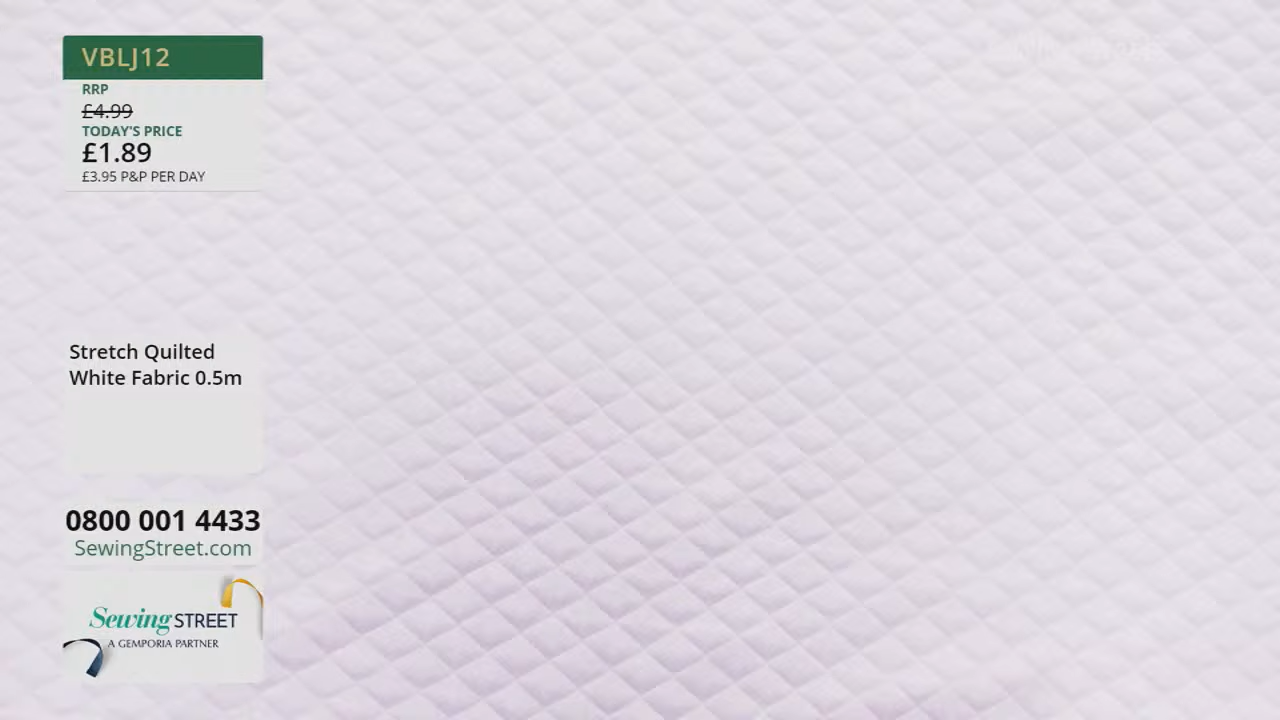 VBLJ12
RRP
£4.99
TODAY'S PRICE
£1.89
£3.95 P&P PER DAY
Stretch Quilted
White Fabric 0.5m
0800 001 4433
SewingStreet.com
Sewing STREET
A GEMPORIA PARTNER